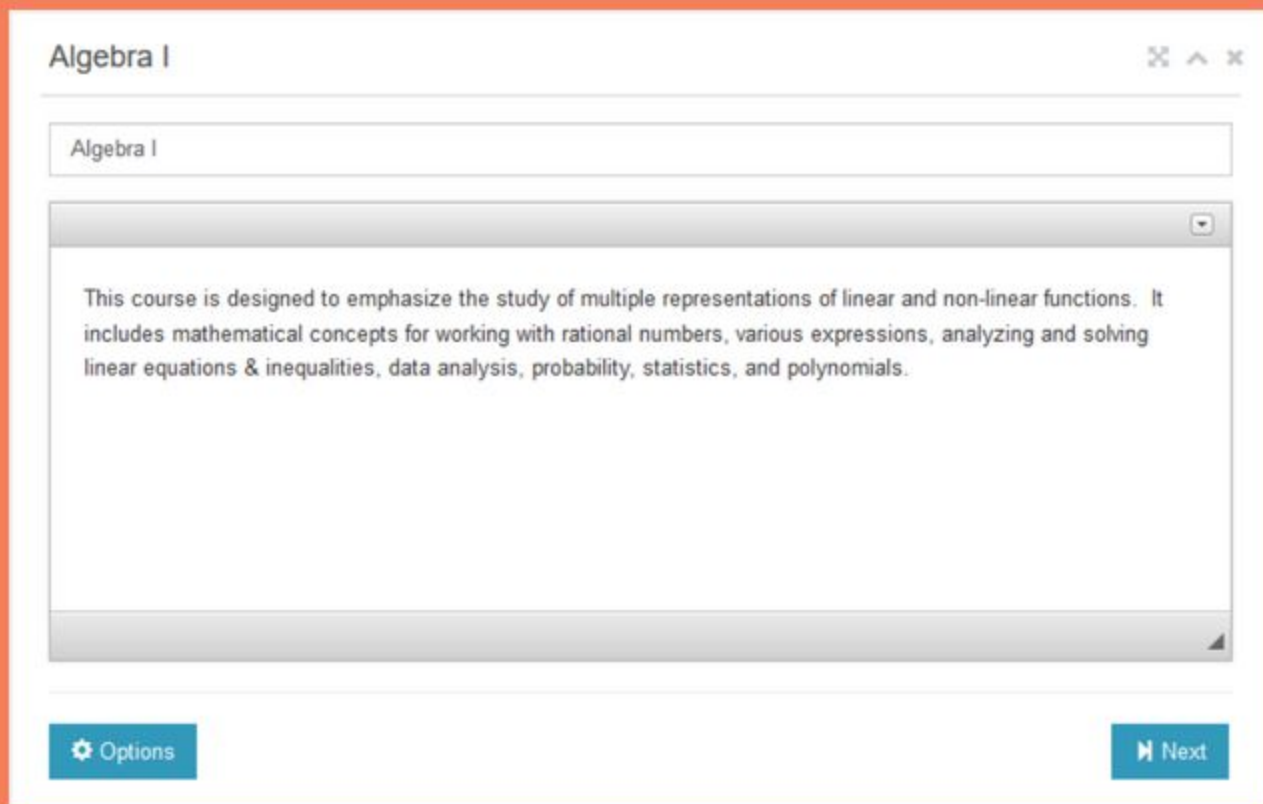 Algebra I
Algebra I
This course is designed to emphasize the study of multiple representations of linear and non-linear functions.  It
includes mathematical concepts for working with rational numbers, various expressions, analyzing and solving
linear equations & inequalities, data analysis, probability, statistics, and polynomials.
Options
Next